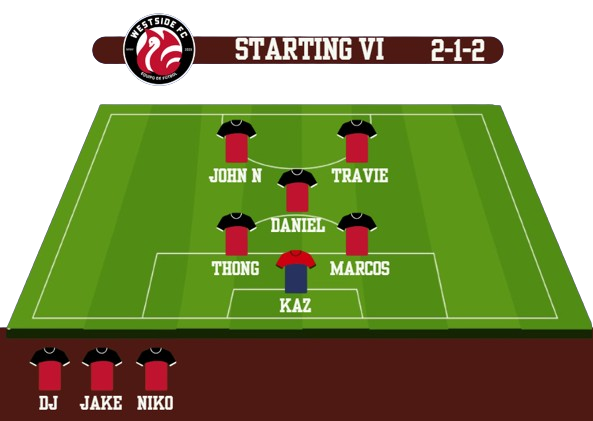 WESTSIDE FC
EQUIPO DE FÚTBOL
STARTING VI 2-1-2
JOHN N TRAVIE
DANIEL
THONG MARCOS
KAZ
DJ JAKE NIKO